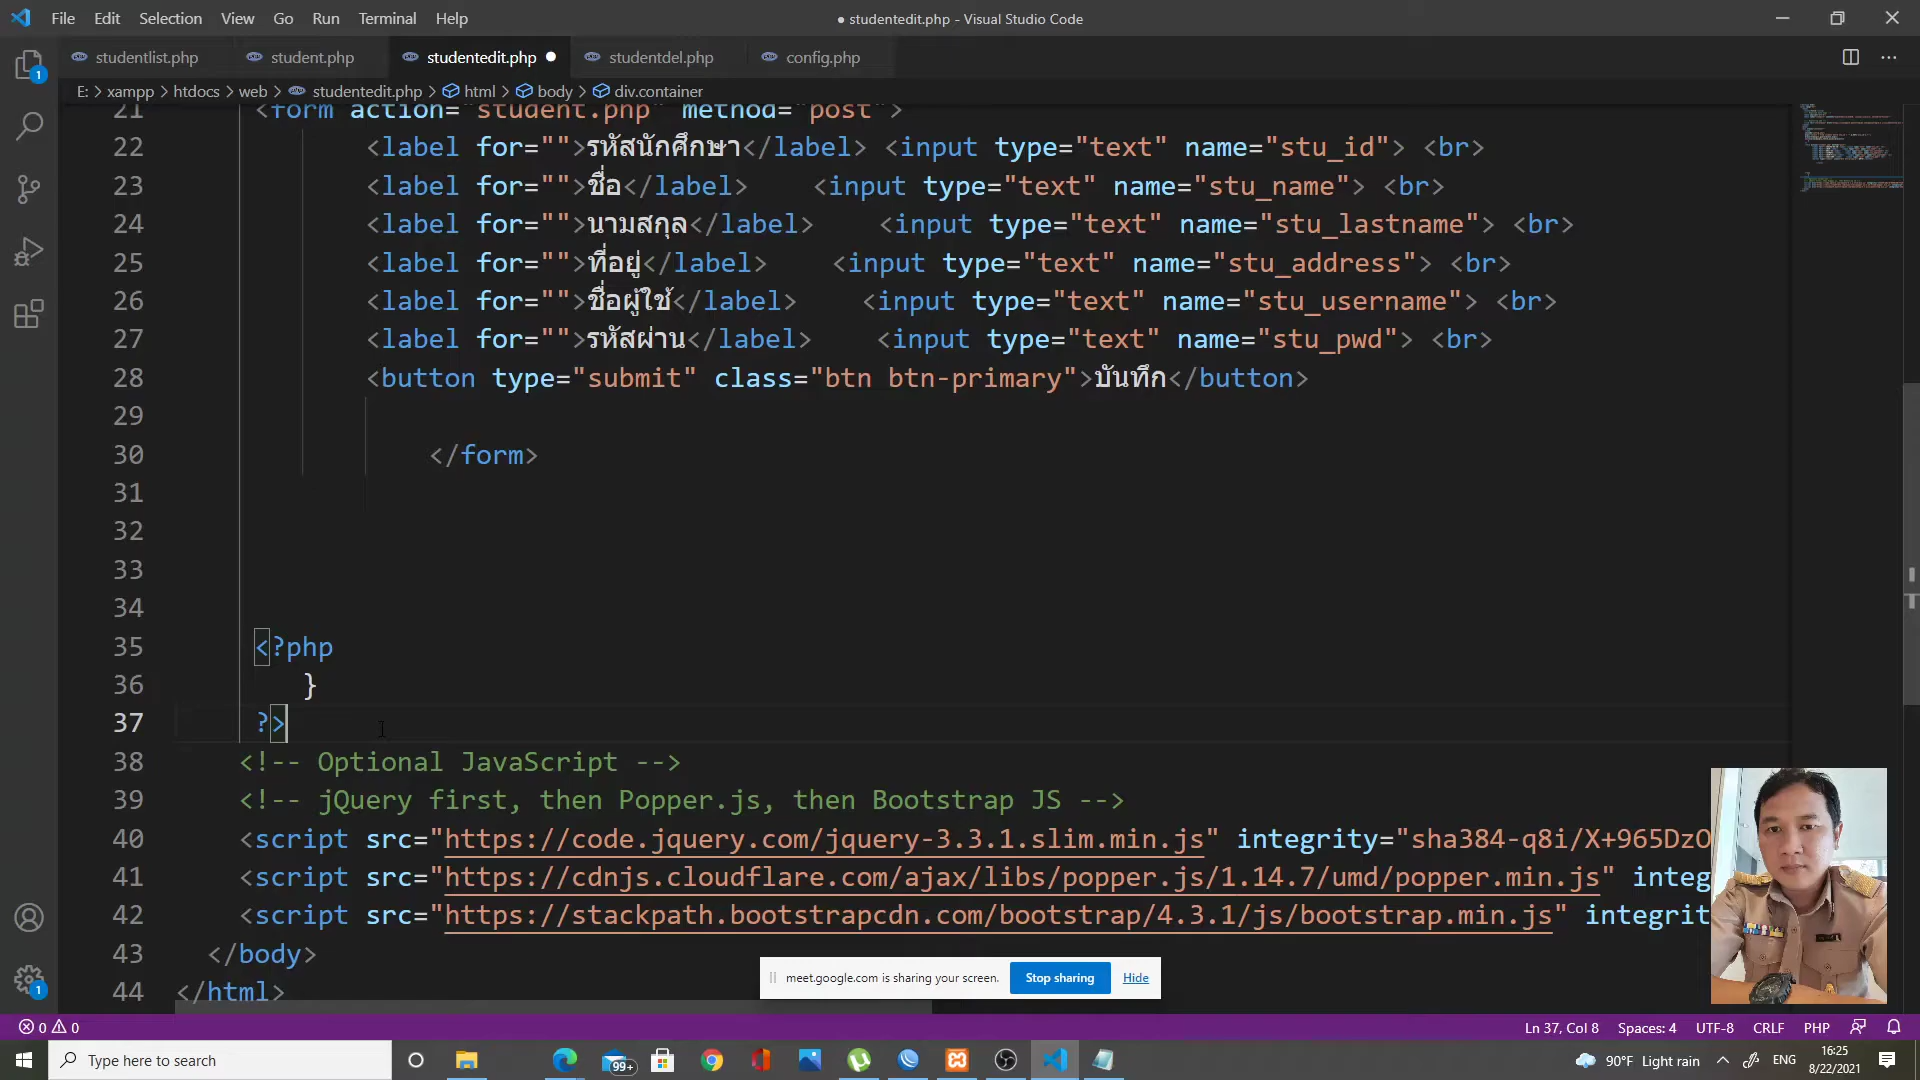 File Edit Selection View Go Run Terminal Help
● studentedit.php - Visual Studio Code
studentlist.php student.php studentedit.php ● studentdel.php config.php
E: > xampp > htdocs > web > studentedit.php > html > body > div.container
21 <form action="student.php" method="post">
22 <label for="">รหัสนักศึกษา</label> <input type="text" name="stu_id"> <br>
23 <label for="">ชื่อ</label> <input type="text" name="stu_name"> <br>
24 <label for="">นามสกุล</label> <input type="text" name="stu_lastname"> <br>
25 <label for="">ที่อยู่</label> <input type="text" name="stu_address"> <br>
26 <label for="">ชื่อผู้ใช้</label> <input type="text" name="stu_username"> <br>
27 <label for="">รหัสผ่าน</label> <input type="text" name="stu_pwd"> <br>
28 <button type="submit" class="btn btn-primary">บันทึก</button>
29
30 </form>
31
32
33
34
35 <?php
36 }
37 ?>
38 <!-- Optional JavaScript -->
39 <!-- jQuery first, then Popper.js, then Bootstrap JS -->
40 <script src="https://code.jquery.com/jquery-3.3.1.slim.min.js" integrity="sha384-q8i/X+965DzO
41 <script src="https://cdnjs.cloudflare.com/ajax/libs/popper.js/1.14.7/umd/popper.min.js" integ
42 <script src="https://stackpath.bootstrapcdn.com/bootstrap/4.3.1/js/bootstrap.min.js" integrit
43 </body>
44 </html>
meet.google.com is sharing your screen. Stop sharing Hide
0 0 Ln 37, Col 8 Spaces: 4 UTF-8 CRLF PHP
Type here to search 99+ 90°F Light rain ENG 16:25
8/22/2021